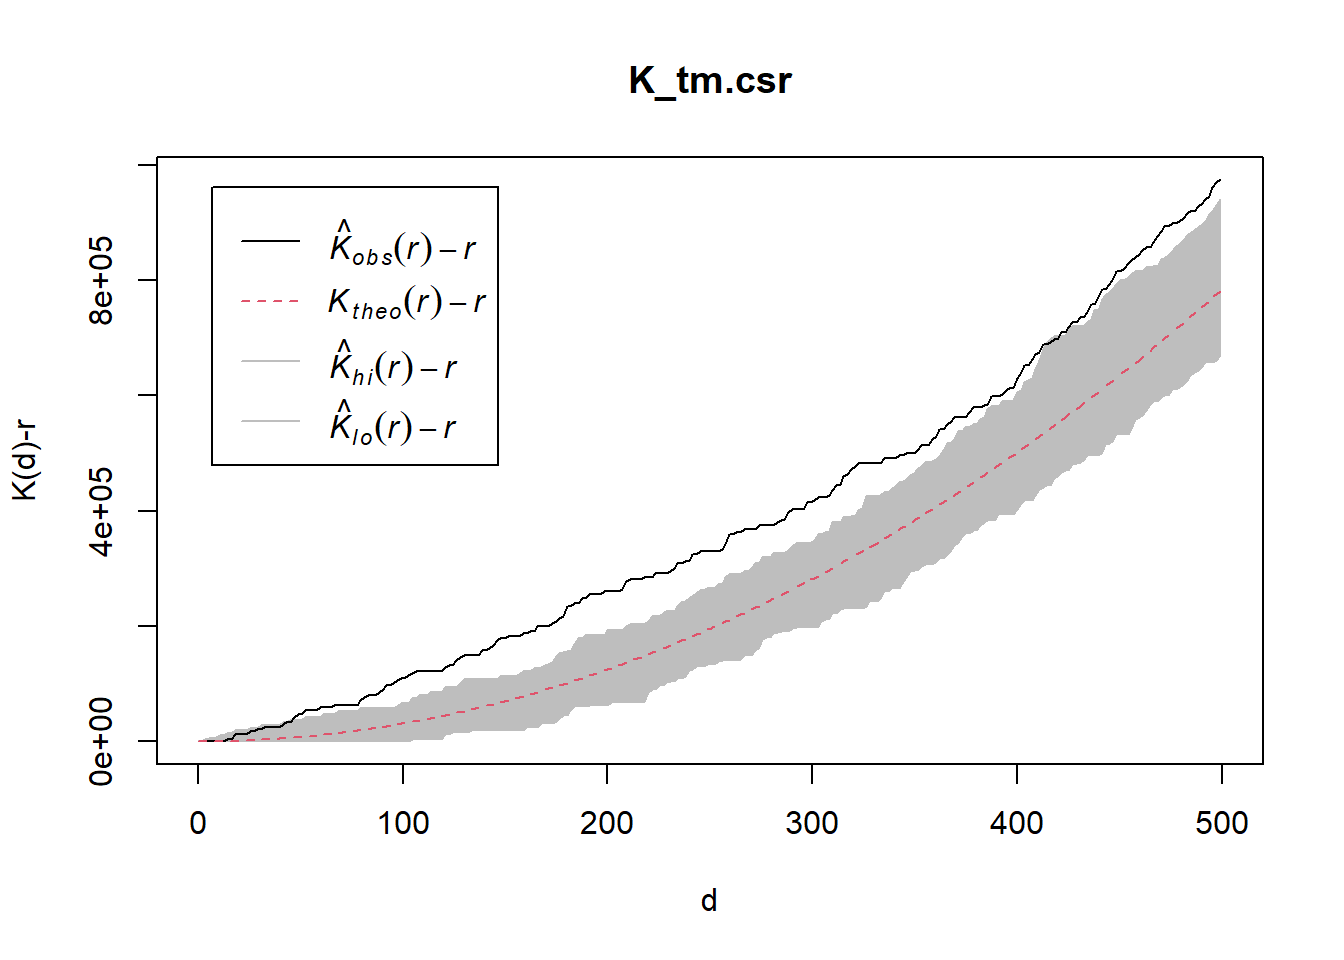 K_tm.csr
K̂obs(r) − r
Ktheo(r) − r
K̂hi(r) − r
K̂lo(r) − r
K(d)-r
8e+05
4e+05
0e+00
0 100 200 300 400 500
d